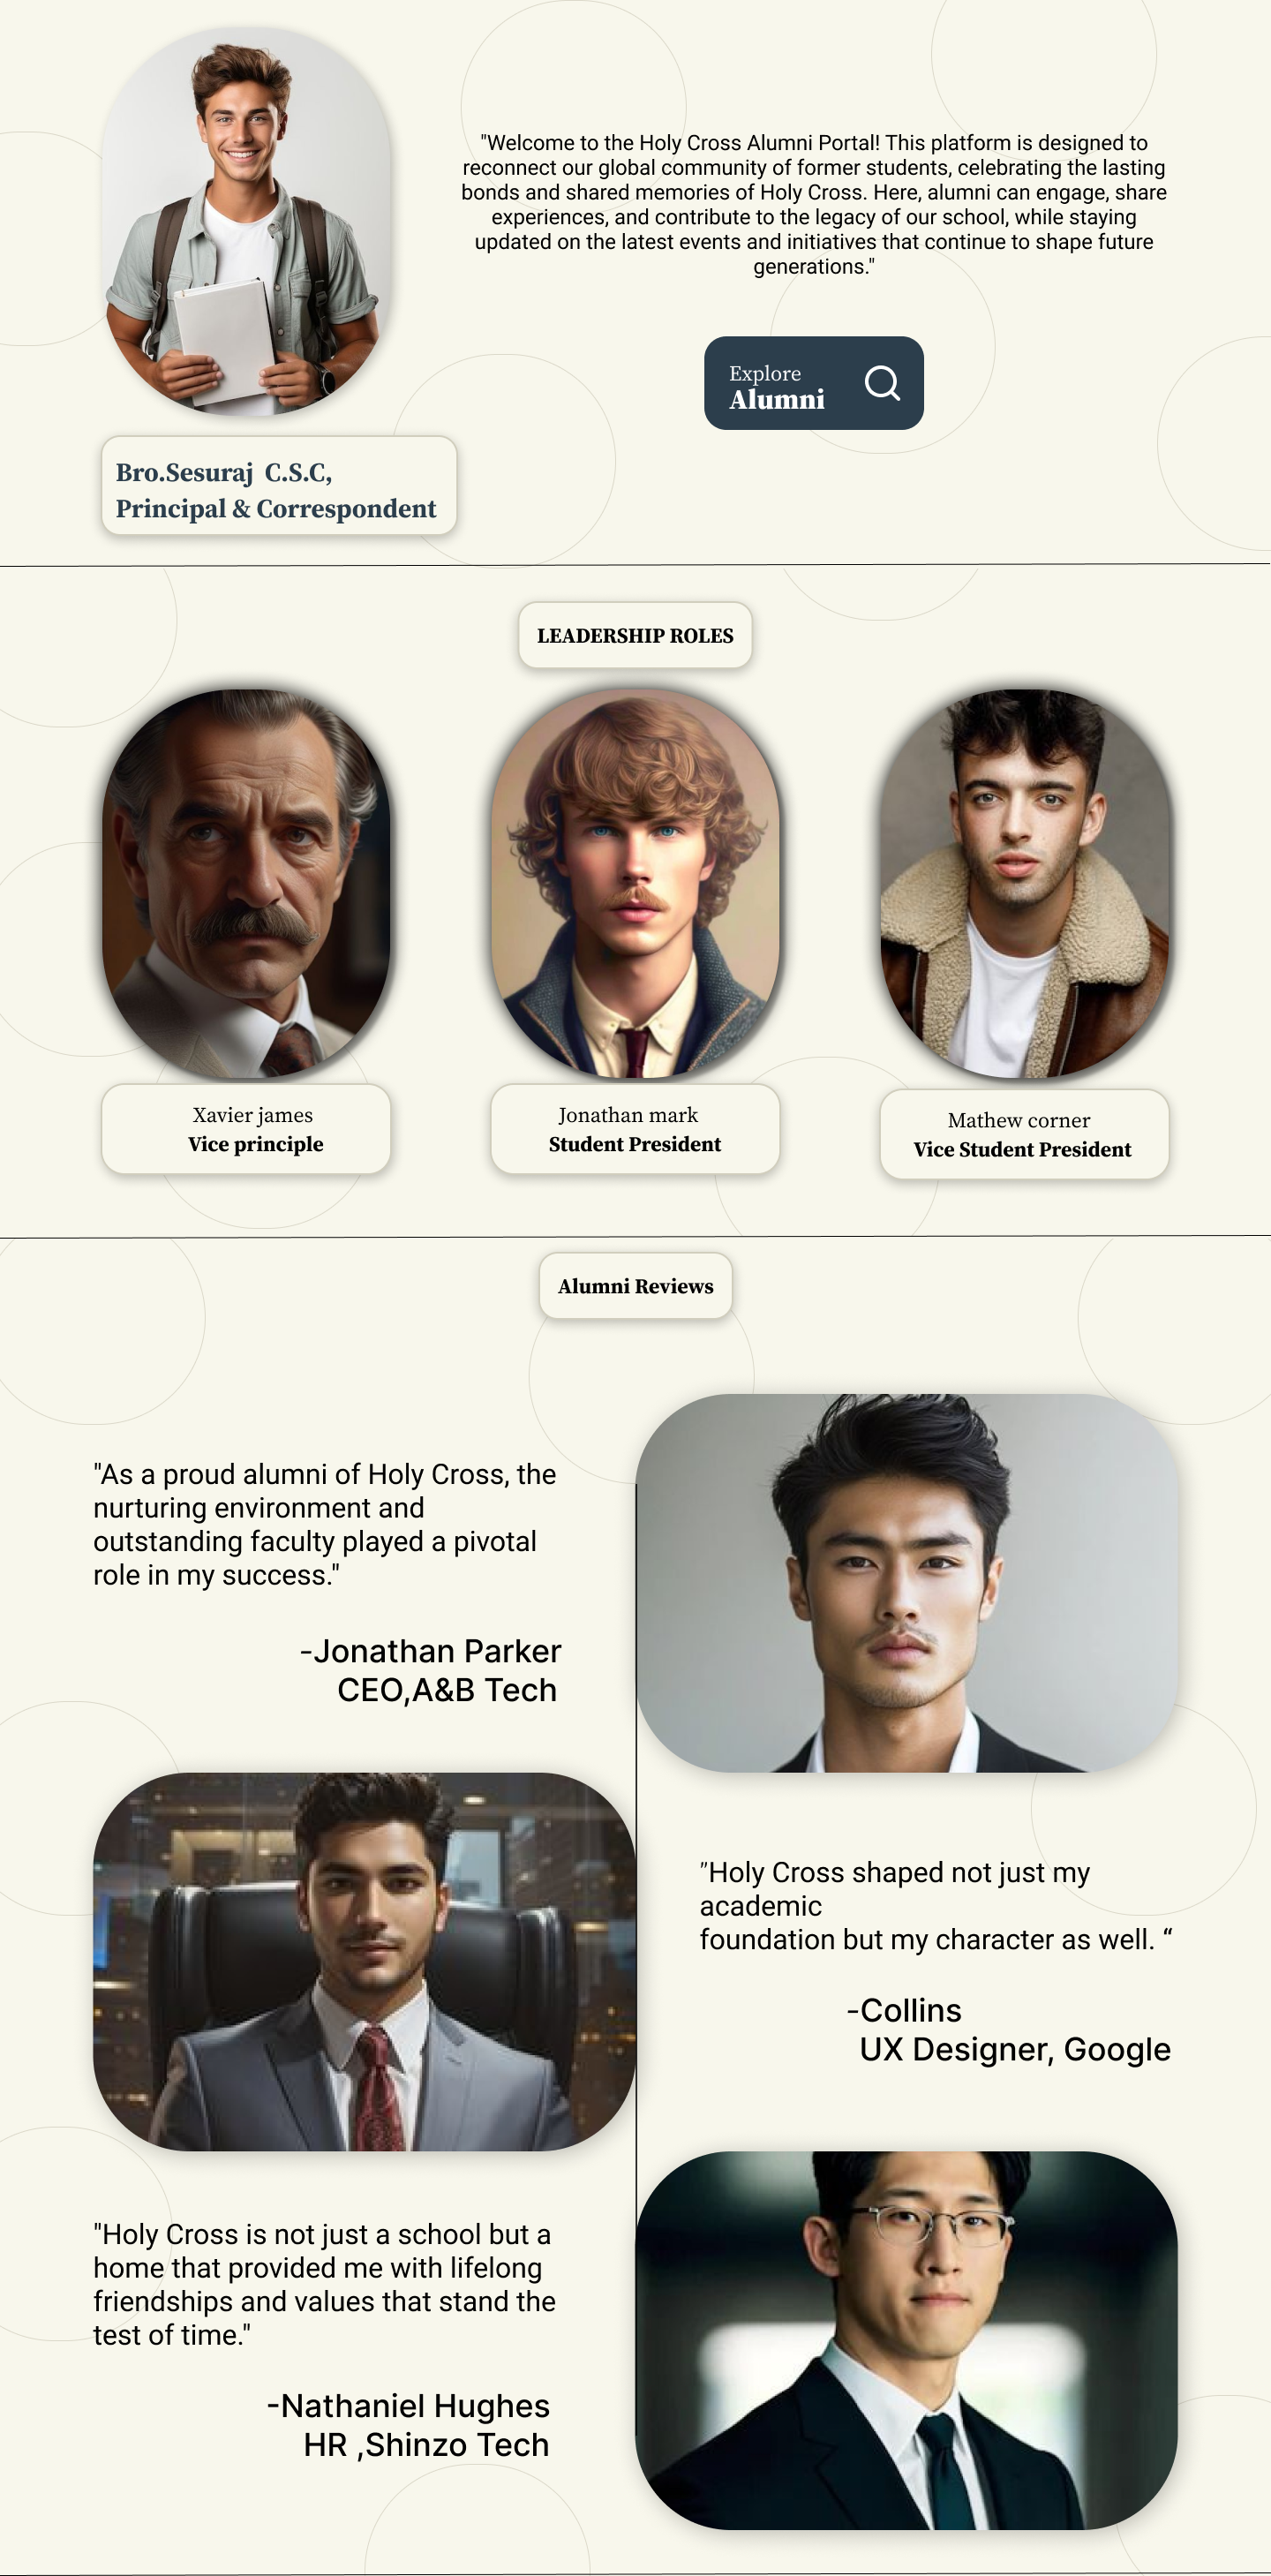 "Welcome to the Holy Cross Alumni Portal! This platform is designed to
reconnect our global community of former students, celebrating the lasting
bonds and shared memories of Holy Cross. Here, alumni can engage, share
experiences, and contribute to the legacy of our school, while staying
updated on the latest events and initiatives that continue to shape future
generations."
Explore
Alumni
Bro.Sesuraj  C.S.C,
Principal & Correspondent
LEADERSHIP ROLES
Xavier james
Vice principle
Jonathan mark
Student President
Mathew corner
Vice Student President
Alumni Reviews
"As a proud alumni of Holy Cross, the
nurturing environment and
outstanding faculty played a pivotal
role in my success."
-Jonathan Parker
CEO,A&B Tech
"Holy Cross shaped not just my
academic
foundation but my character as well. “
-Collins
UX Designer, Google
"Holy Cross is not just a school but a
home that provided me with lifelong
friendships and values that stand the
test of time."
-Nathaniel Hughes
HR ,Shinzo Tech